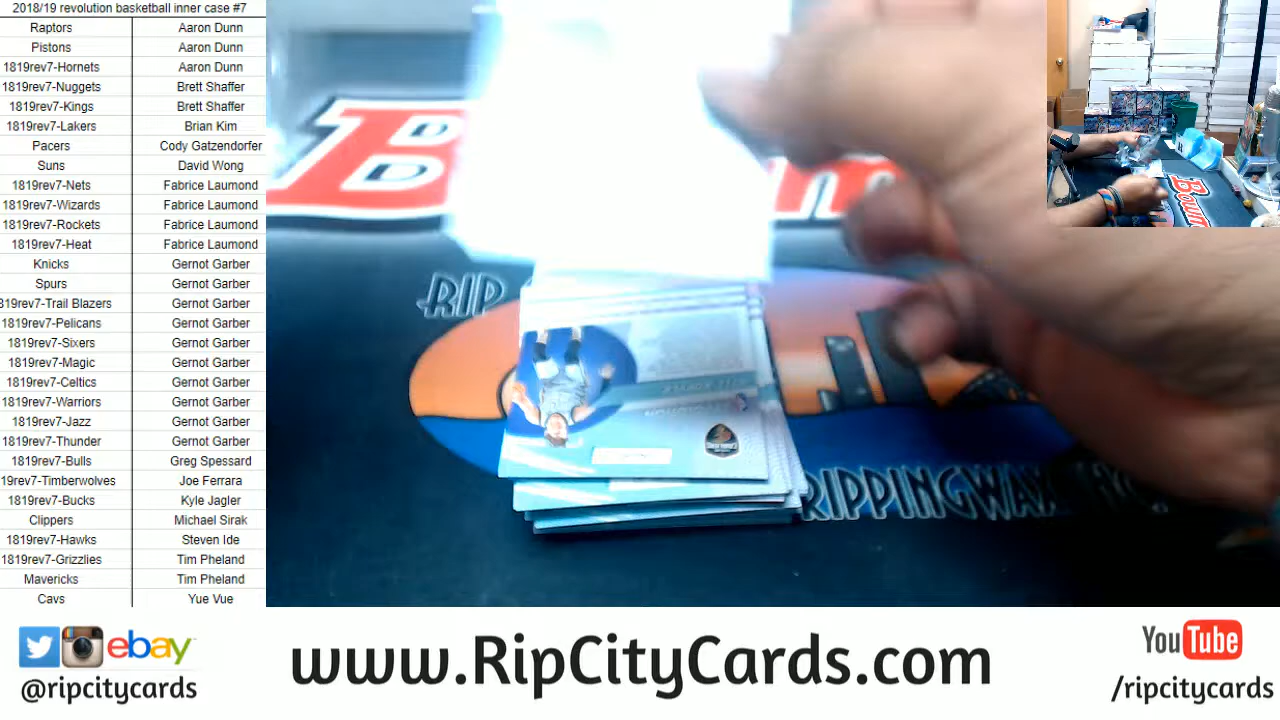 2018/19 revolution basketball inner case #7
Raptors Aaron Dunn
Pistons Aaron Dunn
1819rev7-Hornets Aaron Dunn
1819rev7-Nuggets Brett Shaffer
1819rev7-Kings Brett Shaffer
1819rev7-Lakers Brian Kim
Pacers Cody Gatzendorfer
Suns David Wong
1819rev7-Nets Fabrice Laumond
1819rev7-Wizards Fabrice Laumond
1819rev7-Rockets Fabrice Laumond
1819rev7-Heat Fabrice Laumond
Knicks Gernot Garber
Spurs Gernot Garber
819rev7-Trail Blazers Gernot Garber
1819rev7-Pelicans Gernot Garber
1819rev7-Sixers Gernot Garber
1819rev7-Magic Gernot Garber
1819rev7-Celtics Gernot Garber
1819rev7-Warriors Gernot Garber
1819rev7-Jazz Gernot Garber
1819rev7-Thunder Gernot Garber
1819rev7-Bulls Greg Spessard
19rev7-Timberwolves Joe Ferrara
1819rev7-Bucks Kyle Jagler
Clippers Michael Sirak
1819rev7-Hawks Steven Ide
1819rev7-Grizzlies Tim Pheland
Mavericks Tim Pheland
Cavs Yue Vue
RIP
ebay
@ripcitycards
www.RipCityCards.com
YouTube
/ripcitycards